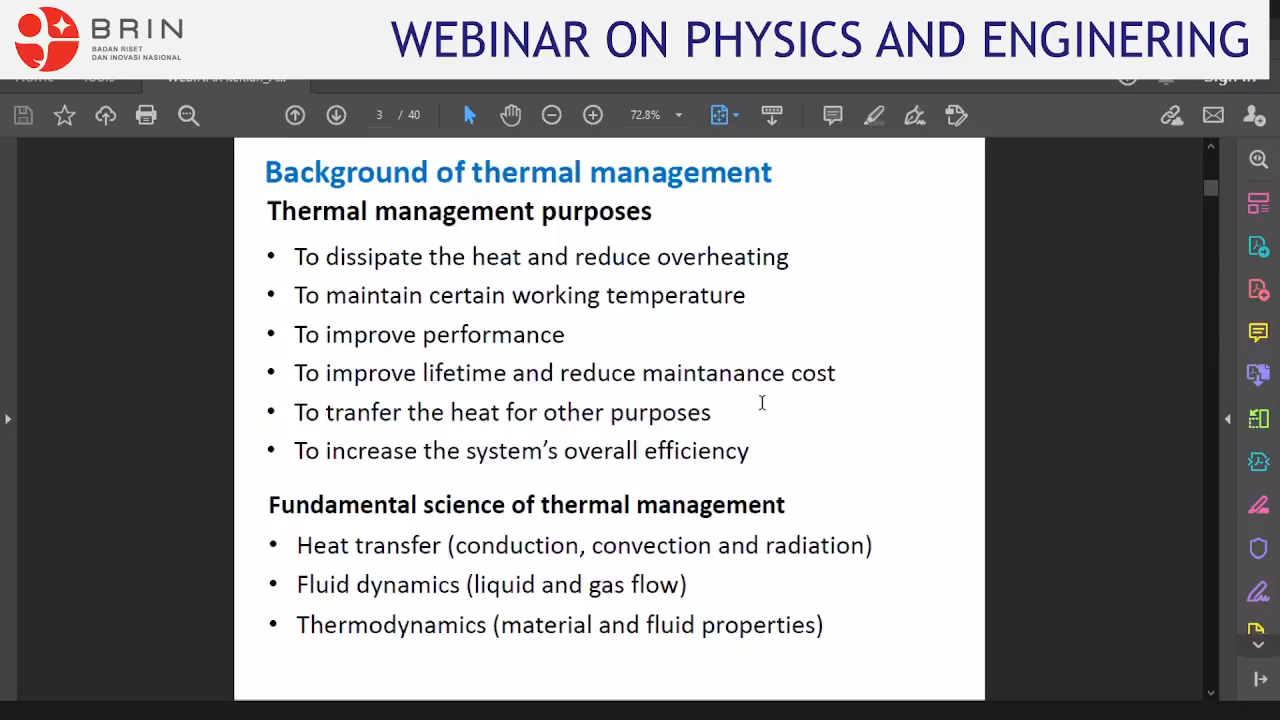 BRIN
BADAN RISET
DAN INOVASI NASIONAL
WEBINAR ON PHYSICS AND ENGINERING
3 / 40
72.8%
Background of thermal management
Thermal management purposes
• To dissipate the heat and reduce overheating
• To maintain certain working temperature
• To improve performance
• To improve lifetime and reduce maintanance cost
• To tranfer the heat for other purposes
• To increase the system's overall efficiency
Fundamental science of thermal management
• Heat transfer (conduction, convection and radiation)
• Fluid dynamics (liquid and gas flow)
• Thermodynamics (material and fluid properties)